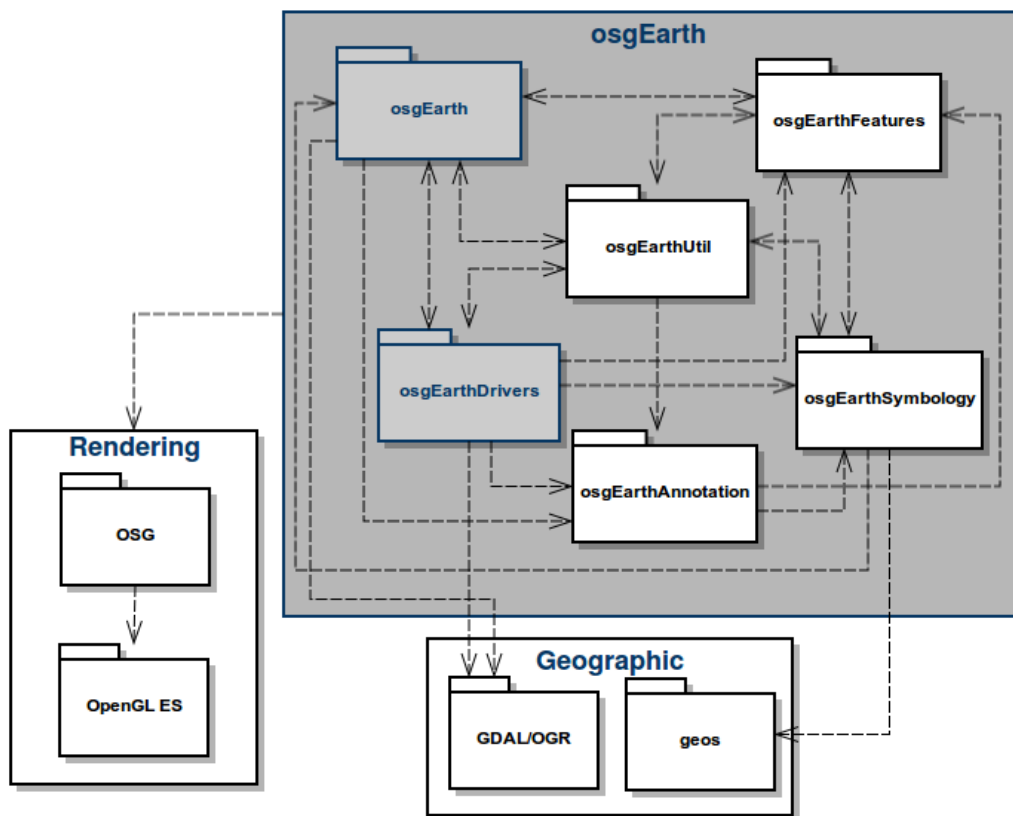 osgEarth
osgEarth
osgEarthFeatures
osgEarthUtil
osgEarthDrivers
osgEarthSymbology
osgEarthAnnotation
Rendering
OSG
OpenGL ES
Geographic
GDAL/OGR
geos